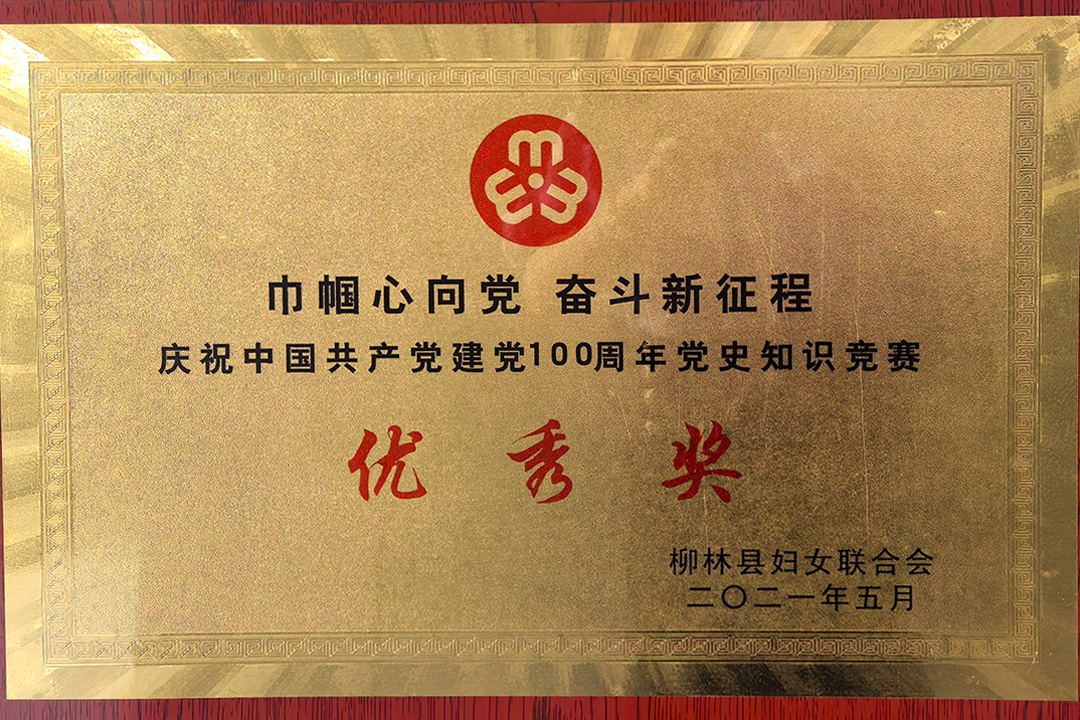 巾帼心向党 奋斗新征程
庆祝中国共产党建党100周年党史知识竞赛
优秀奖
柳林县妇女联合会
二〇二一年五月